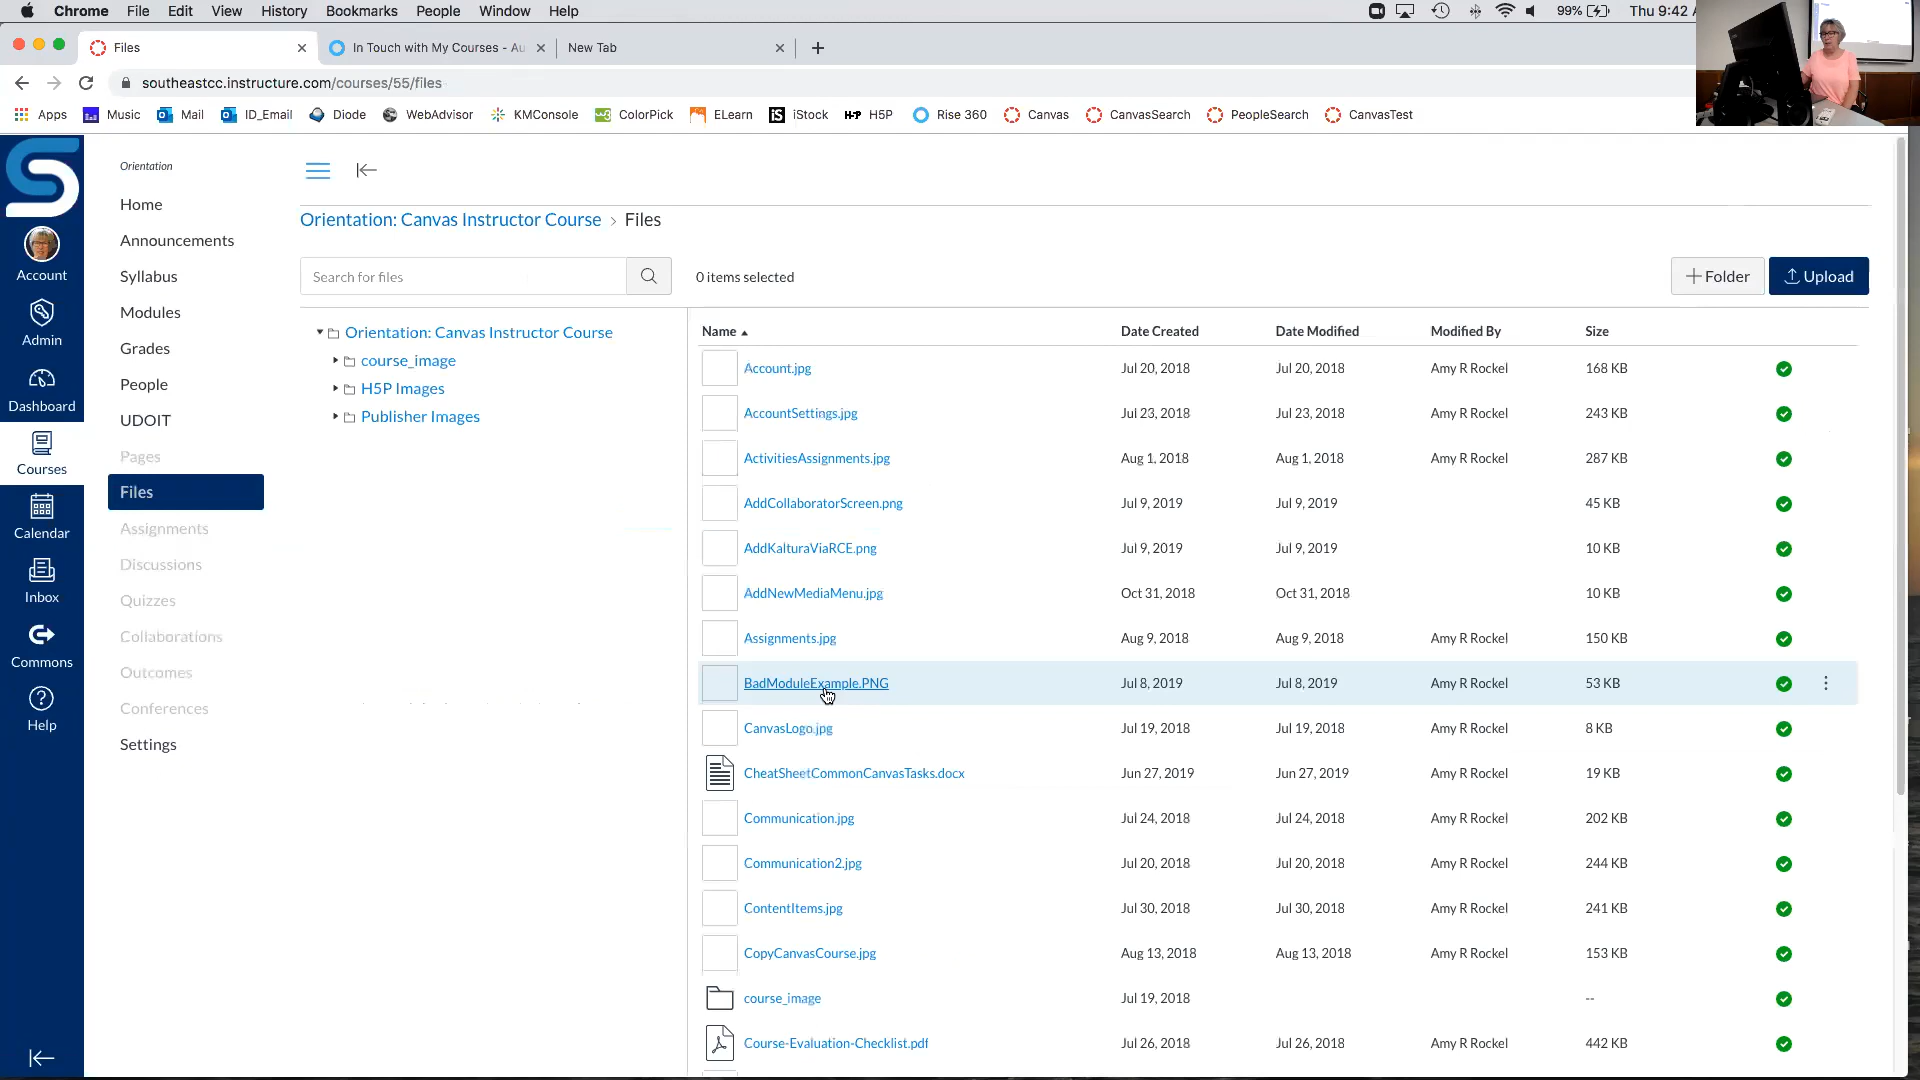 Chrome File Edit View History Bookmarks People Window Help 99% Thu 9:42
Files In Touch with My Courses - Au New Tab
southeastcc.instructure.com/courses/55/files
Apps Music Mail ID_Email Diode WebAdvisor KMConsole ColorPick ELearn iStock H5P Rise 360 Canvas CanvasSearch PeopleSearch CanvasTest
Account
Admin
Dashboard
Courses
Calendar
Inbox
Commons
Help
Orientation
Home
Announcements
Syllabus
Modules
Grades
People
UDOIT
Pages
Files
Assignments
Discussions
Quizzes
Collaborations
Outcomes
Conferences
Settings
Orientation: Canvas Instructor Course › Files
Search for files 0 items selected Folder Upload
Orientation: Canvas Instructor Course
course_image
H5P Images
Publisher Images
Name Date Created Date Modified Modified By Size
Account.jpg Jul 20, 2018 Jul 20, 2018 Amy R Rockel 168 KB
AccountSettings.jpg Jul 23, 2018 Jul 23, 2018 Amy R Rockel 243 KB
ActivitiesAssignments.jpg Aug 1, 2018 Aug 1, 2018 Amy R Rockel 287 KB
AddCollaboratorScreen.png Jul 9, 2019 Jul 9, 2019 45 KB
AddKalturaViaRCE.png Jul 9, 2019 Jul 9, 2019 10 KB
AddNewMediaMenu.jpg Oct 31, 2018 Oct 31, 2018 10 KB
Assignments.jpg Aug 9, 2018 Aug 9, 2018 Amy R Rockel 150 KB
BadModuleExample.PNG Jul 8, 2019 Jul 8, 2019 Amy R Rockel 53 KB
CanvasLogo.jpg Jul 19, 2018 Jul 19, 2018 Amy R Rockel 8 KB
CheatSheetCommonCanvasTasks.docx Jun 27, 2019 Jun 27, 2019 Amy R Rockel 19 KB
Communication.jpg Jul 24, 2018 Jul 24, 2018 Amy R Rockel 202 KB
Communication2.jpg Jul 20, 2018 Jul 20, 2018 Amy R Rockel 244 KB
ContentItems.jpg Jul 30, 2018 Jul 30, 2018 Amy R Rockel 241 KB
CopyCanvasCourse.jpg Aug 13, 2018 Aug 13, 2018 Amy R Rockel 153 KB
course_image Jul 19, 2018 --
Course-Evaluation-Checklist.pdf Jul 26, 2018 Jul 26, 2018 Amy R Rockel 442 KB